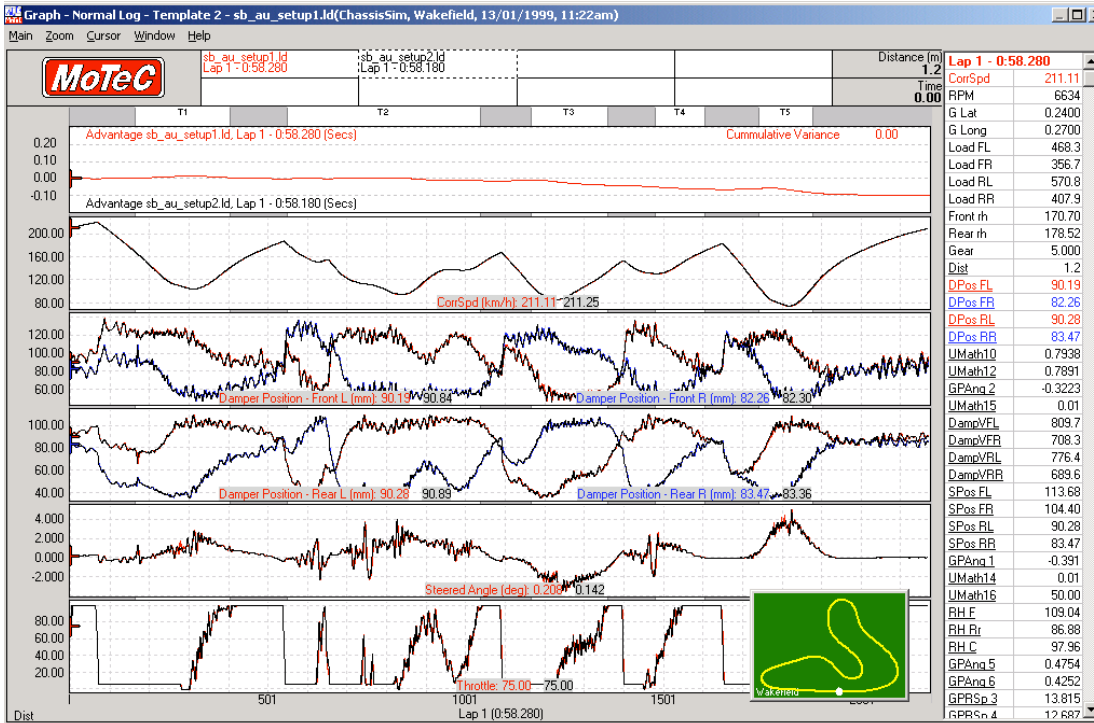 Graph - Normal Log - Template 2 - sb_au_setup1.ld(ChassisSim, Wakefield, 13/01/1999, 11:22am)
Main Zoom Cursor Window Help
MoTeC
sb_au_setup1.ld
Lap 1 - 0:58.280
sb_au_setup2.ld
Lap 1 - 0:58.180
Distance (m)
1.2
Time
0.00
T1 T2 T3 T4 T5
Advantage sb_au_setup1.ld, Lap 1 - 0:58.280 (Secs) Cummulative Variance 0.00
0.20
0.10
0.00
-0.10
Advantage sb_au_setup2.ld, Lap 1 - 0:58.180 (Secs)
200.00
160.00
120.00
80.00
CorrSpd (km/h): 211.11 211.25
120.00
100.00
80.00
60.00
Damper Position - Front L (mm): 90.19 90.84 Damper Position - Front R (mm): 82.26 82.30
100.00
80.00
60.00
40.00
Damper Position - Rear L (mm): 90.28 90.89 Damper Position - Rear R (mm): 83.47 83.36
4.000
2.000
0.000
-2.000
Steered Angle (deg): 0.208 0.142
80.00
60.00
40.00
20.00
Throttle: 75.00 75.00
Wakefield
1 501 1001 1501
Dist Lap 1 (0:58.280)
Lap 1 - 0:58.280
CorrSpd 211.11
RPM 6634
G Lat 0.2400
G Long 0.2700
Load FL 468.3
Load FR 356.7
Load RL 570.8
Load RR 407.9
Front rh 170.70
Rear rh 178.52
Gear 5.000
Dist 1.2
DPos FL 90.19
DPos FR 82.26
DPos RL 90.28
DPos RR 83.47
UMath10 0.7938
UMath12 0.7891
GPAng 2 -0.3223
UMath15 0.01
DampVFL 809.7
DampVFR 708.3
DampVRL 776.4
DampVRR 689.6
SPos FL 113.68
SPos FR 104.40
SPos RL 90.28
SPos RR 83.47
GPAng 1 -0.391
UMath14 0.01
UMath16 50.00
RH F 109.04
RH Rr 86.88
RH C 97.96
GPAng 5 0.4754
GPAng 6 0.4252
GPRSp 3 13.815
GPRSp 4 12.687